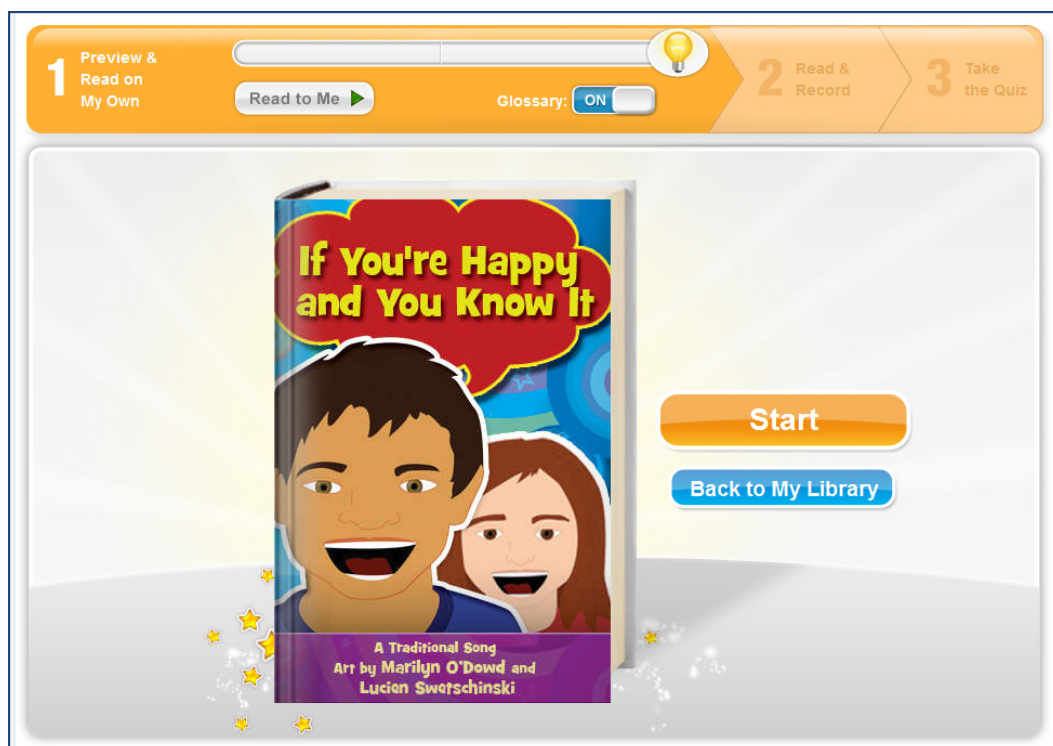 1
Preview &
Read on
My Own
Read to Me
Glossary: ON
2
Read &
Record
3
Take
the Quiz
If You're Happy
and You Know It
A Traditional Song
Art by Marilyn O'Dowd and
Lucien Swetschinski
Start
Back to My Library